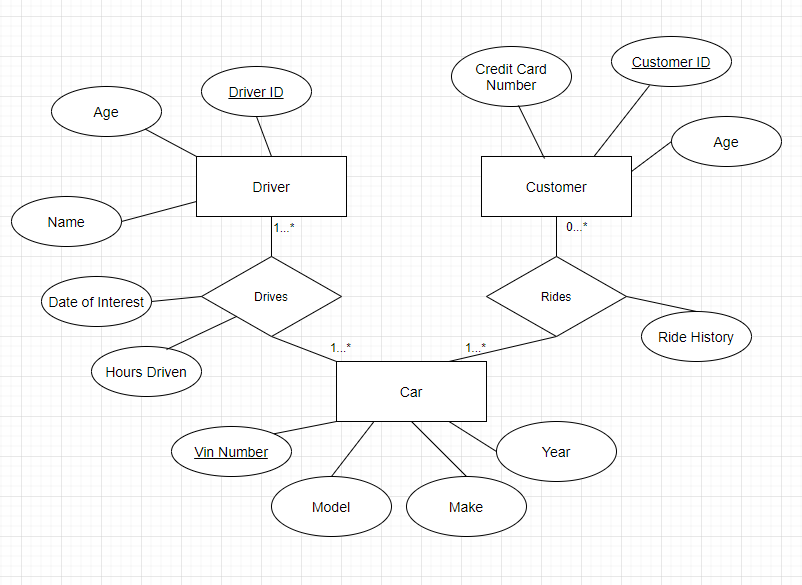 Credit Card
Number
Customer ID
Driver ID
Age
Age
Driver
Customer
Name
1...*
0...*
Date of Interest
Drives
Rides
Ride History
1...*
1...*
Hours Driven
Car
Vin Number
Year
Model
Make